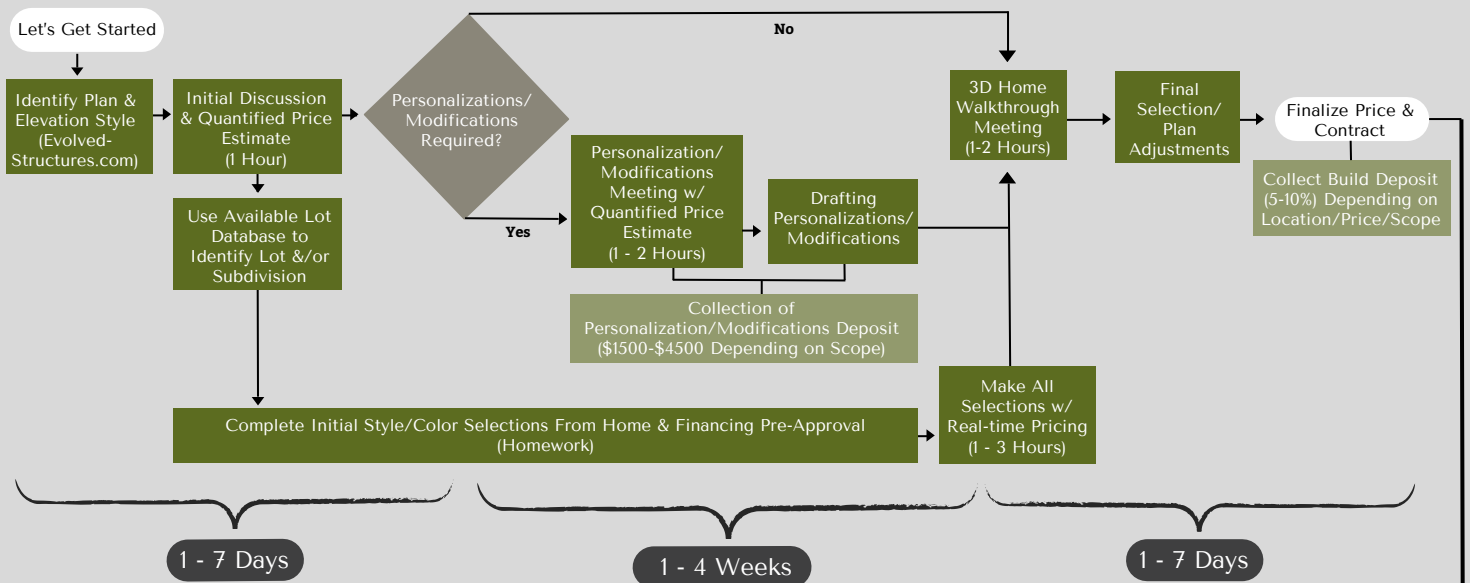 Let's Get Started
Identify Plan &
Elevation Style
(Evolved-
Structures.com)
Initial Discussion
& Quantified Price
Estimate
(1 Hour)
Use Available Lot
Database to
Identify Lot &/or
Subdivision
Personalizations/
Modifications
Required?
No
Yes
Personalization/
Modifications
Meeting w/
Quantified Price
Estimate
(1 - 2 Hours)
Drafting
Personalizations/
Modifications
Collection of
Personalization/Modifications Deposit
($1500-$4500 Depending on Scope)
3D Home
Walkthrough
Meeting
(1-2 Hours)
Final
Selection/
Plan
Adjustments
Finalize Price &
Contract
Collect Build Deposit
(5-10%) Depending on
Location/Price/Scope
Complete Initial Style/Color Selections From Home & Financing Pre-Approval
(Homework)
Make All
Selections w/
Real-time Pricing
(1 - 3 Hours)
1 - 7 Days
1 - 4 Weeks
1 - 7 Days